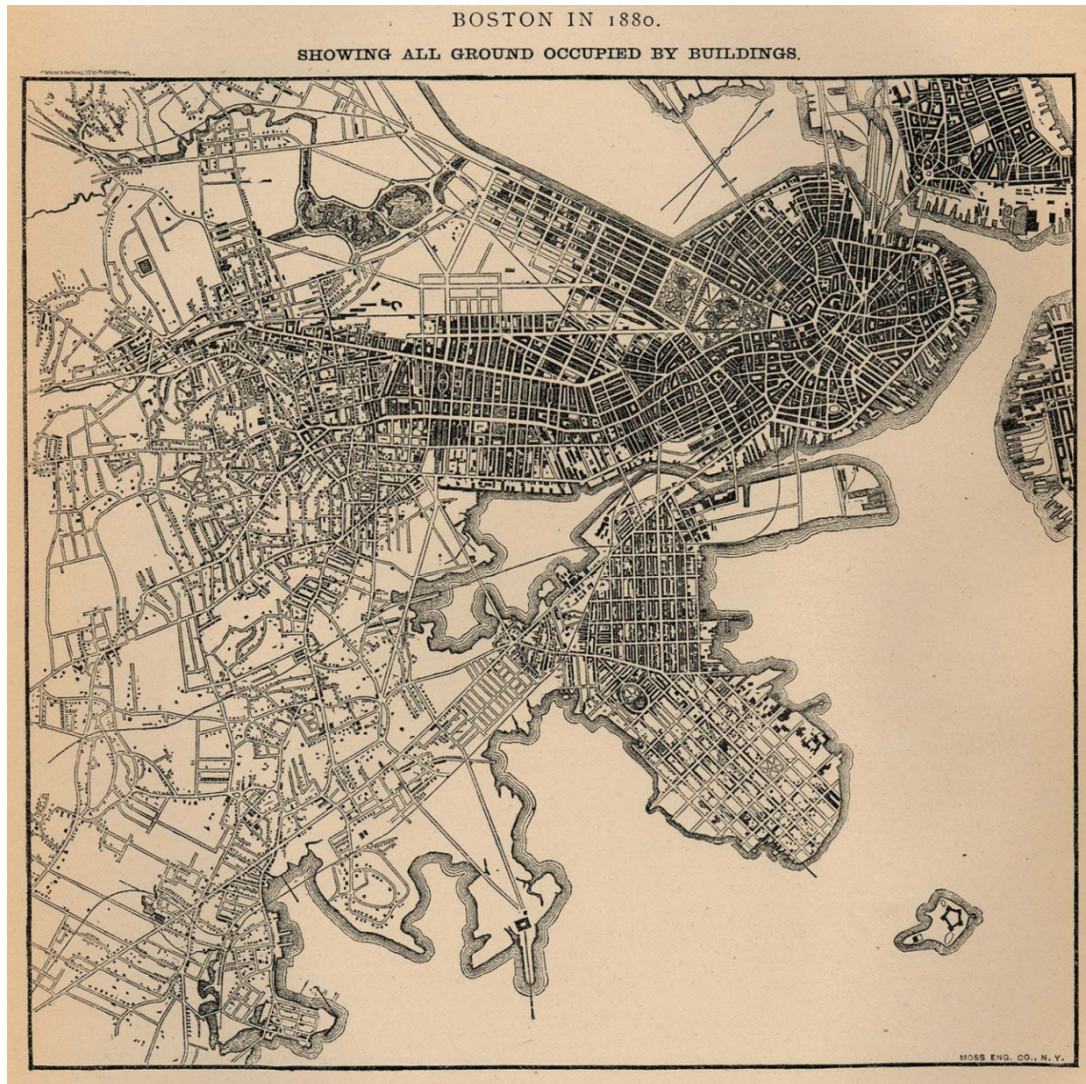 BOSTON IN 1880.
SHOWING ALL GROUND OCCUPIED BY BUILDINGS.
MOSS ENG. CO., N. Y.